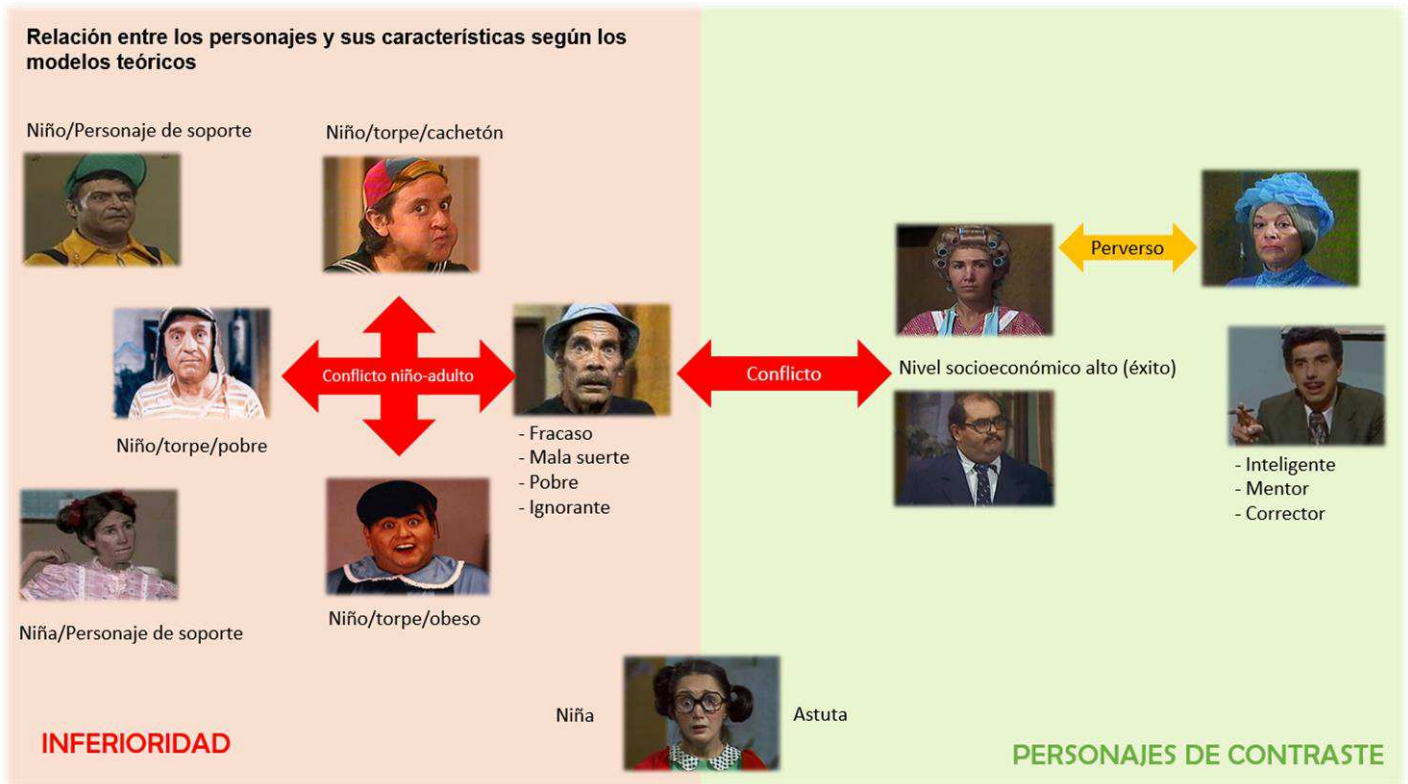 Relación entre los personajes y sus características según los
modelos teóricos
Niño/Personaje de soporte
Niño/torpe/cachetón
Perverso
Conflicto niño-adulto
Conflicto
Nivel socioeconómico alto (éxito)
Niño/torpe/pobre
- Fracaso
- Mala suerte
- Pobre
- Ignorante
- Inteligente
- Mentor
- Corrector
Niña/Personaje de soporte
Niño/torpe/obeso
Niña
Astuta
INFERIORIDAD
PERSONAJES DE CONTRASTE